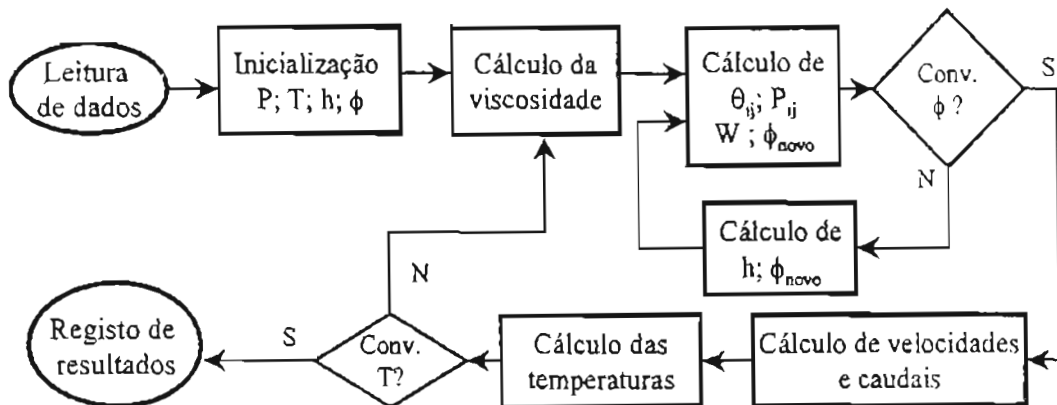 Leitura
de dados
Inicialização
P; T; h; ϕ
Cálculo da
viscosidade
Cálculo de
θij; Pij
W ; ϕnovo
Conv.
ϕ ?
S
N
Cálculo de
h; ϕnovo
Cálculo de velocidades
e caudais
Cálculo das
temperaturas
Conv.
T?
N
S
Registo de
resultados